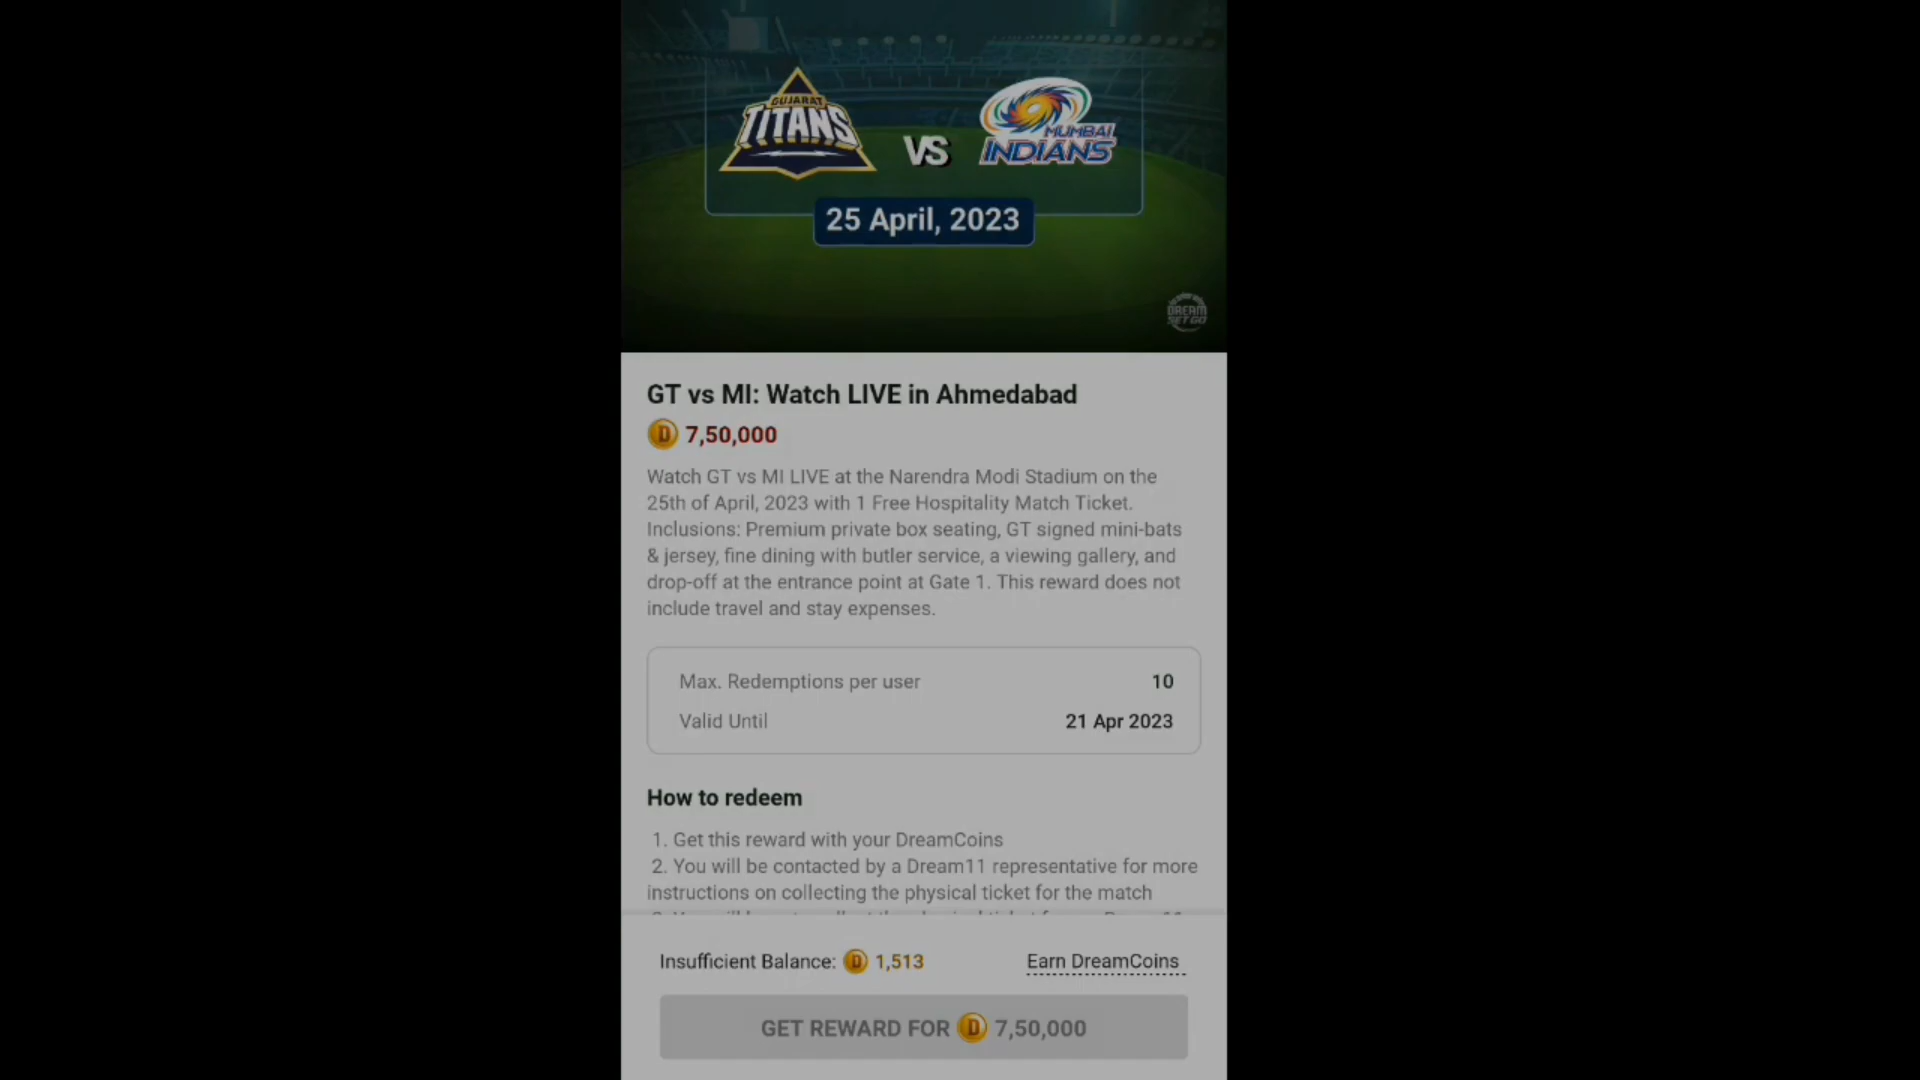 GUJARAT
TITANS
VS
MUMBAI
INDIANS
25 April, 2023
DREAM
SET GO
GT vs MI: Watch LIVE in Ahmedabad
D 7,50,000
Watch GT vs MI LIVE at the Narendra Modi Stadium on the
25th of April, 2023 with 1 Free Hospitality Match Ticket.
Inclusions: Premium private box seating, GT signed mini-bats
& jersey, fine dining with butler service, a viewing gallery, and
drop-off at the entrance point at Gate 1. This reward does not
include travel and stay expenses.
Max. Redemptions per user 10
Valid Until 21 Apr 2023
How to redeem
1. Get this reward with your DreamCoins
2. You will be contacted by a Dream11 representative for more
instructions on collecting the physical ticket for the match
Insufficient Balance: D 1,513 Earn DreamCoins
GET REWARD FOR D 7,50,000